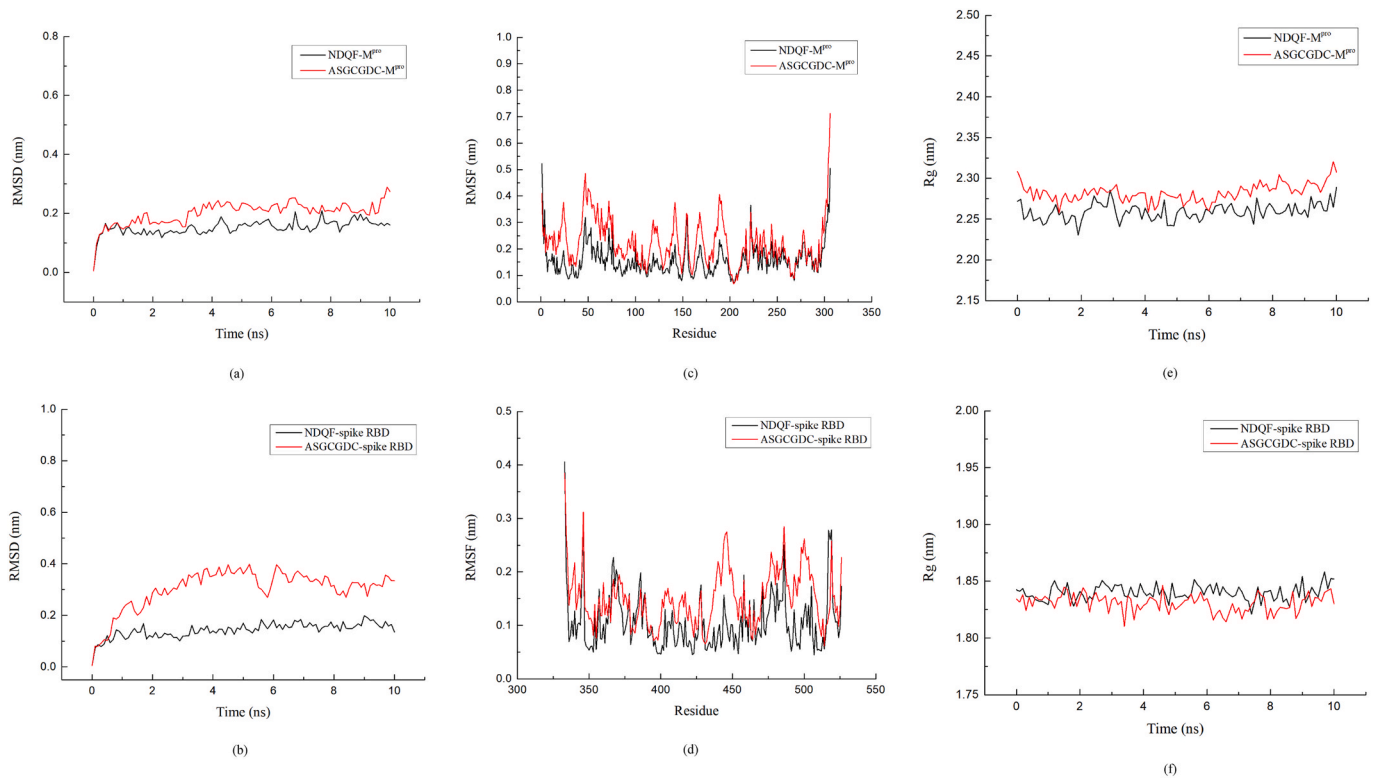 0.8
0.6
0.4
0.2
0.0
RMSD (nm)
NDQF-Mpro
ASGCGDC-Mpro
0 2 4 6 8 10
Time (ns)
(a)
1.0
0.9
0.8
0.7
0.6
0.5
0.4
0.3
0.2
0.1
0.0
RMSF (nm)
NDQF-Mpro
ASGCGDC-Mpro
0 50 100 150 200 250 300 350
Residue
(c)
2.50
2.45
2.40
2.35
2.30
2.25
2.20
2.15
Rg (nm)
NDQF-Mpro
ASGCGDC-Mpro
0 2 4 6 8 10
Time (ns)
(e)
1.0
0.8
0.6
0.4
0.2
0.0
RMSD (nm)
NDQF-spike RBD
ASGCGDC-spike RBD
0 2 4 6 8 10
Time (ns)
(b)
0.5
0.4
0.3
0.2
0.1
0.0
RMSF (nm)
NDQF-spike RBD
ASGCGDC-spike RBD
300 350 400 450 500 550
Residue
(d)
2.00
1.95
1.90
1.85
1.80
1.75
Rg (nm)
NDQF-spike RBD
ASGCGDC-spike RBD
0 2 4 6 8 10
Time (ns)
(f)